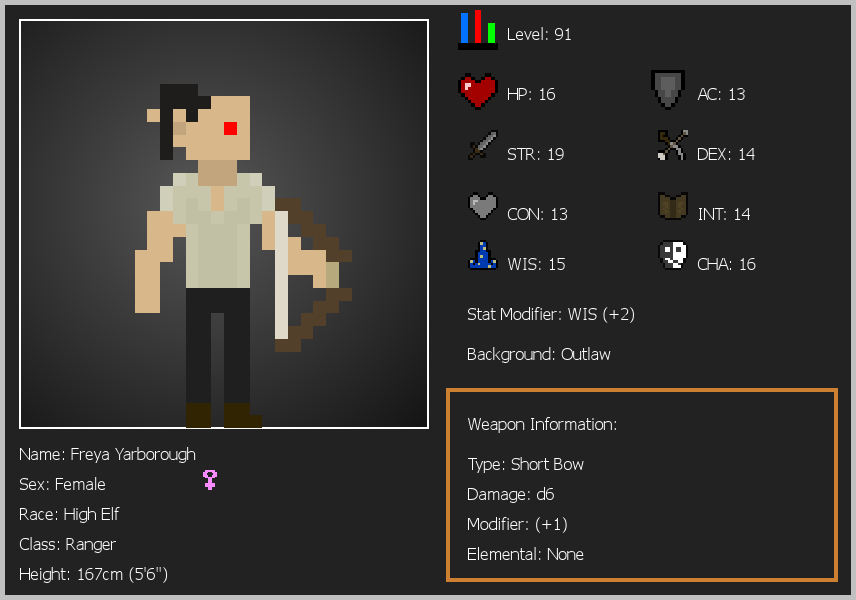 Level: 91
HP: 16
AC: 13
STR: 19
DEX: 14
CON: 13
INT: 14
WIS: 15
CHA: 16
Stat Modifier: WIS (+2)
Background: Outlaw
Weapon Information:
Type: Short Bow
Damage: d6
Modifier: (+1)
Elemental: None
Name: Freya Yarborough
Sex: Female
Race: High Elf
Class: Ranger
Height: 167cm (5'6")